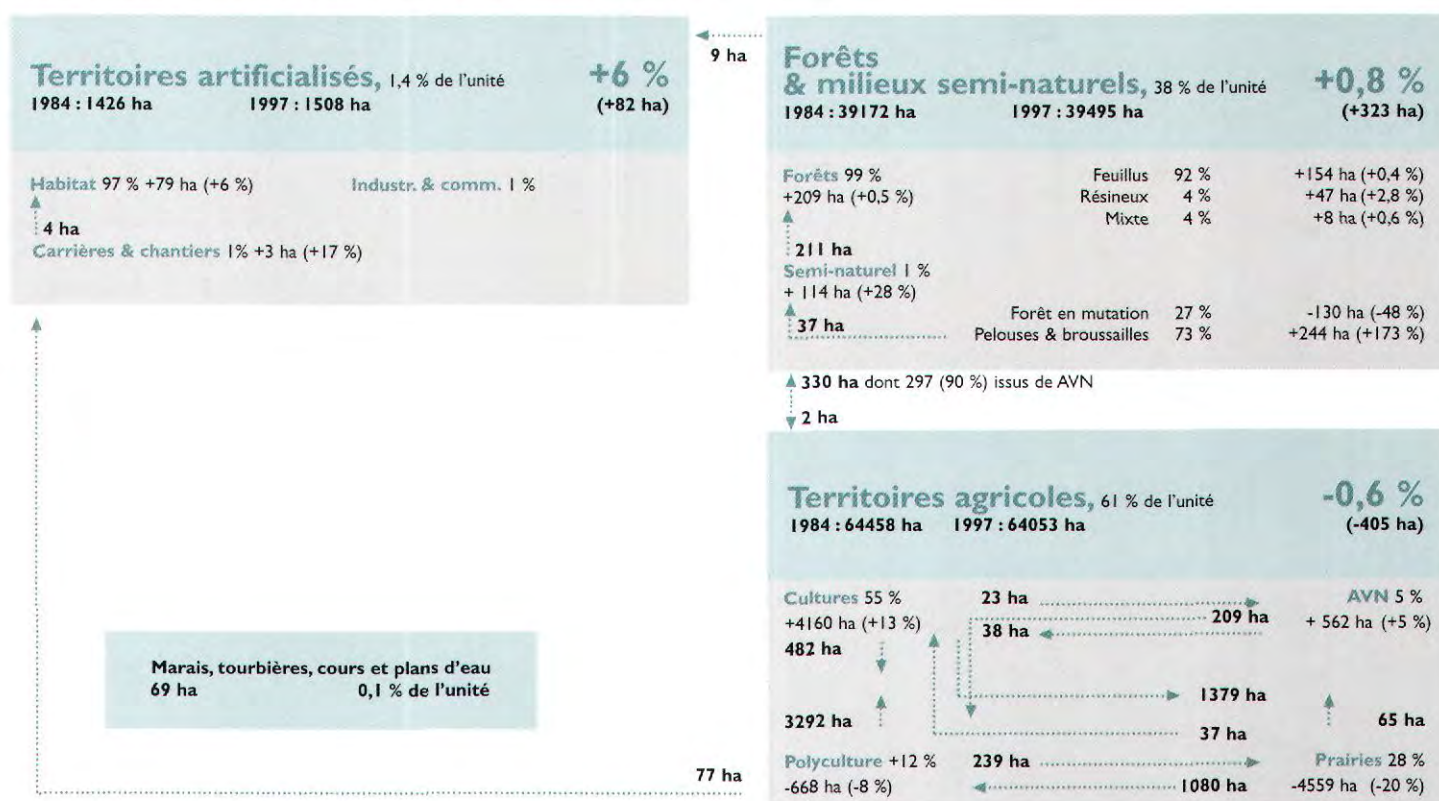 9 ha
Territoires artificialisés, 1,4 % de l'unité +6 %
1984 : 1426 ha 1997 : 1508 ha (+82 ha)
Habitat 97 % +79 ha (+6 %) Industr. & comm. 1 %
4 ha
Carrières & chantiers 1% +3 ha (+17 %)
Forêts
& milieux semi-naturels, 38 % de l'unité +0,8 %
1984 : 39172 ha 1997 : 39495 ha (+323 ha)
Forêts 99 % Feuillus 92 % +154 ha (+0,4 %)
+209 ha (+0,5 %) Résineux 4 % +47 ha (+2,8 %)
Mixte 4 % +8 ha (+0,6 %)
211 ha
Semi-naturel 1 %
+ 114 ha (+28 %)
Forêt en mutation 27 % -130 ha (-48 %)
37 ha Pelouses & broussailles 73 % +244 ha (+173 %)
330 ha dont 297 (90 %) issus de AVN
2 ha
Territoires agricoles, 61 % de l'unité -0,6 %
1984 : 64458 ha 1997 : 64053 ha (-405 ha)
Cultures 55 % 23 ha AVN 5 %
+4160 ha (+13 %) 209 ha + 562 ha (+5 %)
38 ha
482 ha
1379 ha
3292 ha 65 ha
37 ha
Polyculture +12 % 239 ha Prairies 28 %
-668 ha (-8 %) 1080 ha -4559 ha (-20 %)
Marais, tourbières, cours et plans d'eau
69 ha 0,1 % de l'unité
77 ha